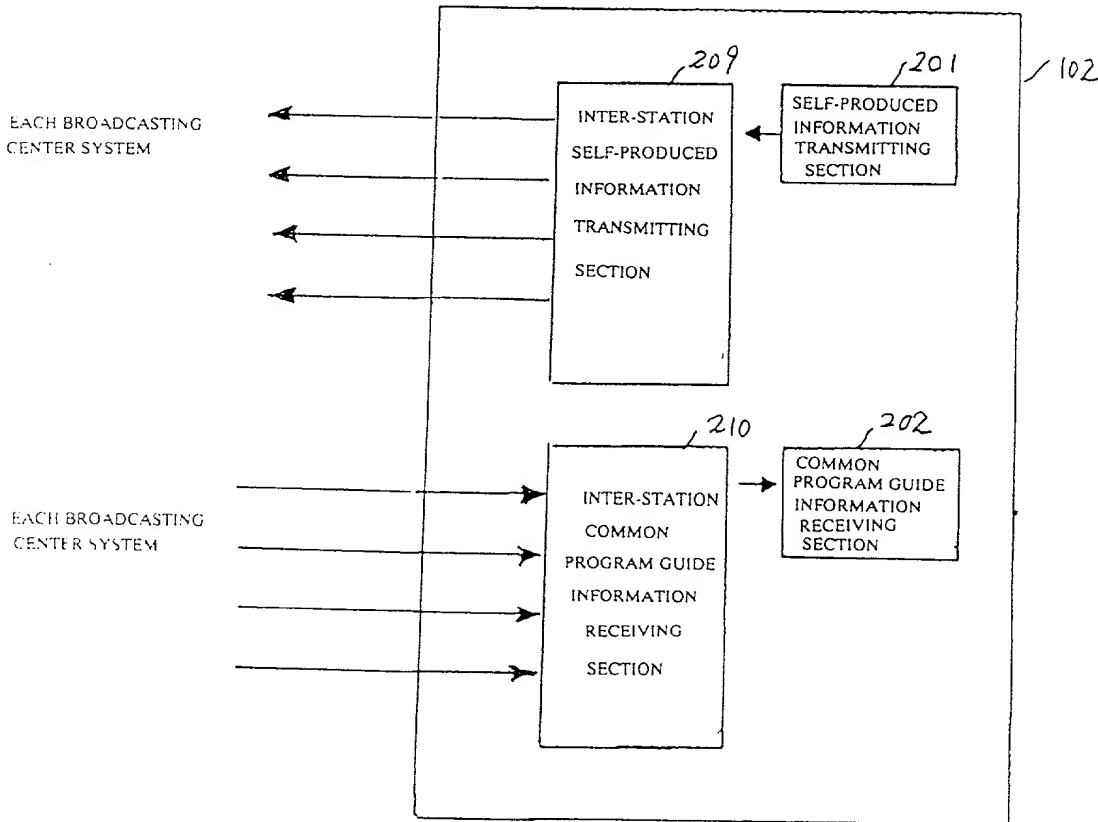 209
201
102
EACH BROADCASTING
CENTER SYSTEM
INTER-STATION
SELF-PRODUCED
INFORMATION
TRANSMITTING
SECTION
SELF-PRODUCED
INFORMATION
TRANSMITTING
SECTION
210
202
EACH BROADCASTING
CENTER SYSTEM
INTER-STATION
COMMON
PROGRAM GUIDE
INFORMATION
RECEIVING
SECTION
COMMON
PROGRAM GUIDE
INFORMATION
RECEIVING
SECTION